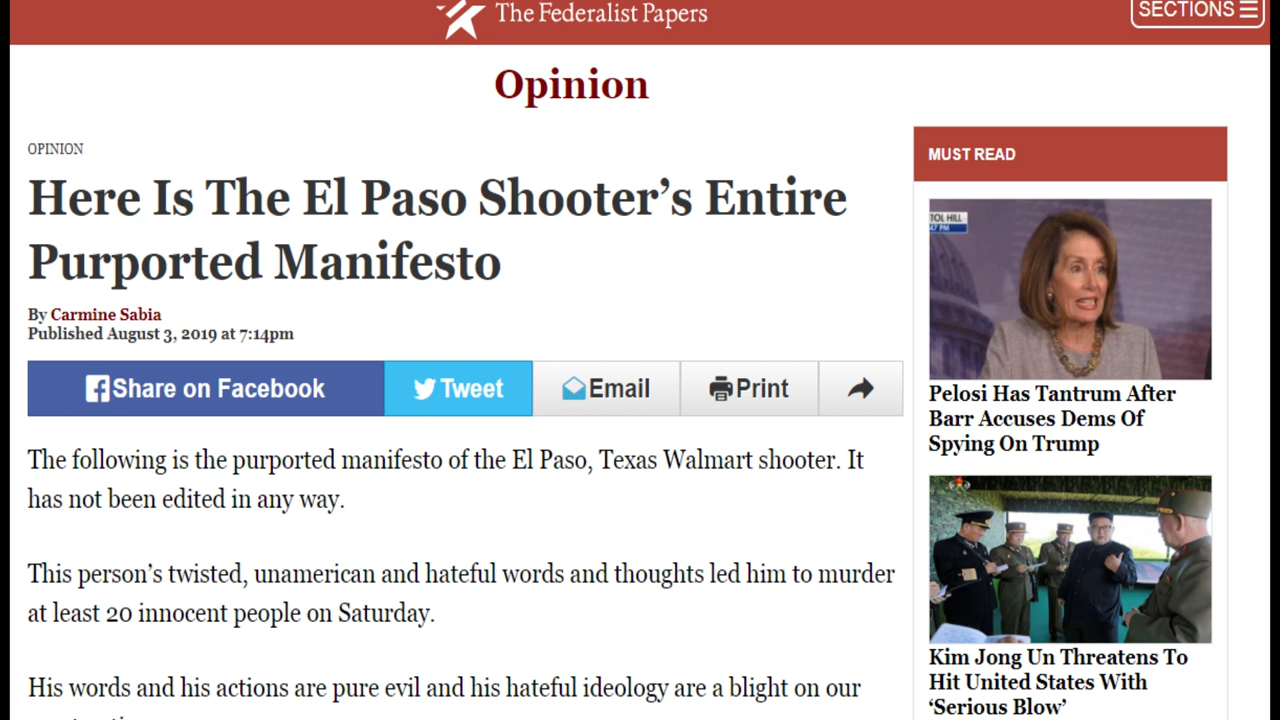 The Federalist Papers
SECTIONS
Opinion
OPINION
Here Is The El Paso Shooter’s Entire
Purported Manifesto
By Carmine Sabia
Published August 3, 2019 at 7:14pm
Share on Facebook
Tweet
Email
Print
The following is the purported manifesto of the El Paso, Texas Walmart shooter. It
has not been edited in any way.
This person’s twisted, unamerican and hateful words and thoughts led him to murder
at least 20 innocent people on Saturday.
His words and his actions are pure evil and his hateful ideology are a blight on our
MUST READ
TOL HILL
47 PM
Pelosi Has Tantrum After
Barr Accuses Dems Of
Spying On Trump
Kim Jong Un Threatens To
Hit United States With
‘Serious Blow’